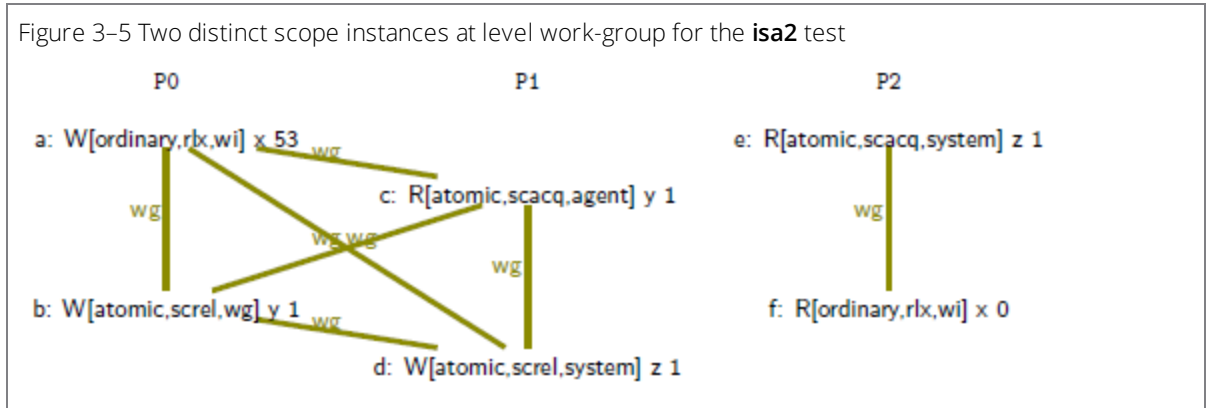 Figure 3–5 Two distinct scope instances at level work-group for the isa2 test
P0 P1 P2
a: W[ordinary,rlx,wi] x 53
e: R[atomic,scacq,system] z 1
wg
c: R[atomic,scacq,agent] y 1
wg
wg
wg wg
wg
b: W[atomic,screl,wg] y 1
f: R[ordinary,rlx,wi] x 0
wg
d: W[atomic,screl,system] z 1